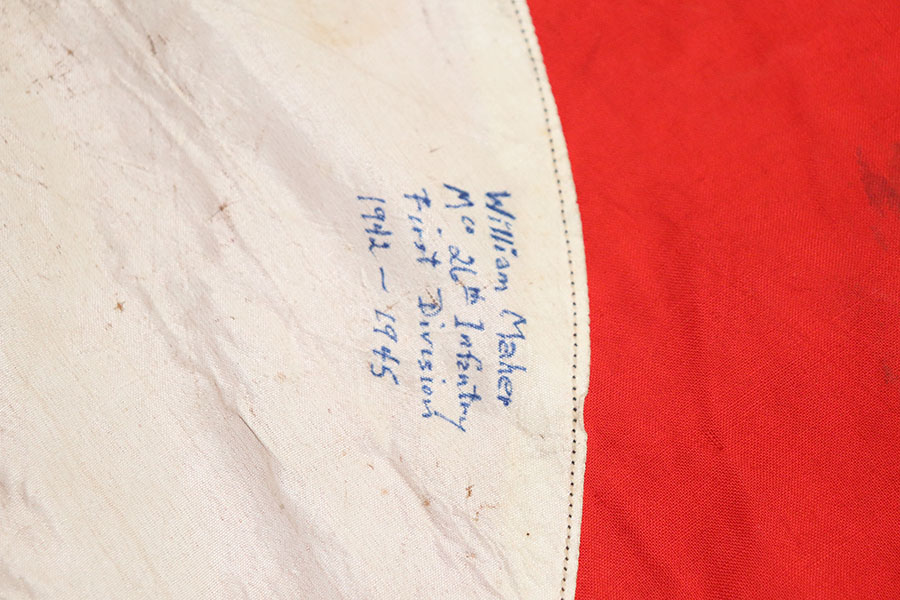 William Maher
M co 26th Infantry
First Division
1942 - 1945